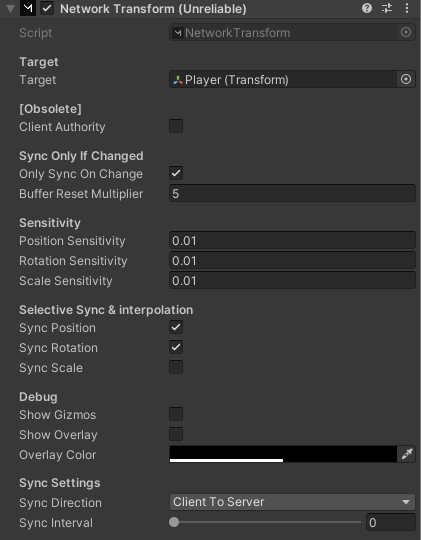 Network Transform (Unreliable)
Script NetworkTransform
Target
Target Player (Transform)
[Obsolete]
Client Authority
Sync Only If Changed
Only Sync On Change
Buffer Reset Multiplier 5
Sensitivity
Position Sensitivity 0.01
Rotation Sensitivity 0.01
Scale Sensitivity 0.01
Selective Sync & interpolation
Sync Position
Sync Rotation
Sync Scale
Debug
Show Gizmos
Show Overlay
Overlay Color
Sync Settings
Sync Direction Client To Server
Sync Interval 0